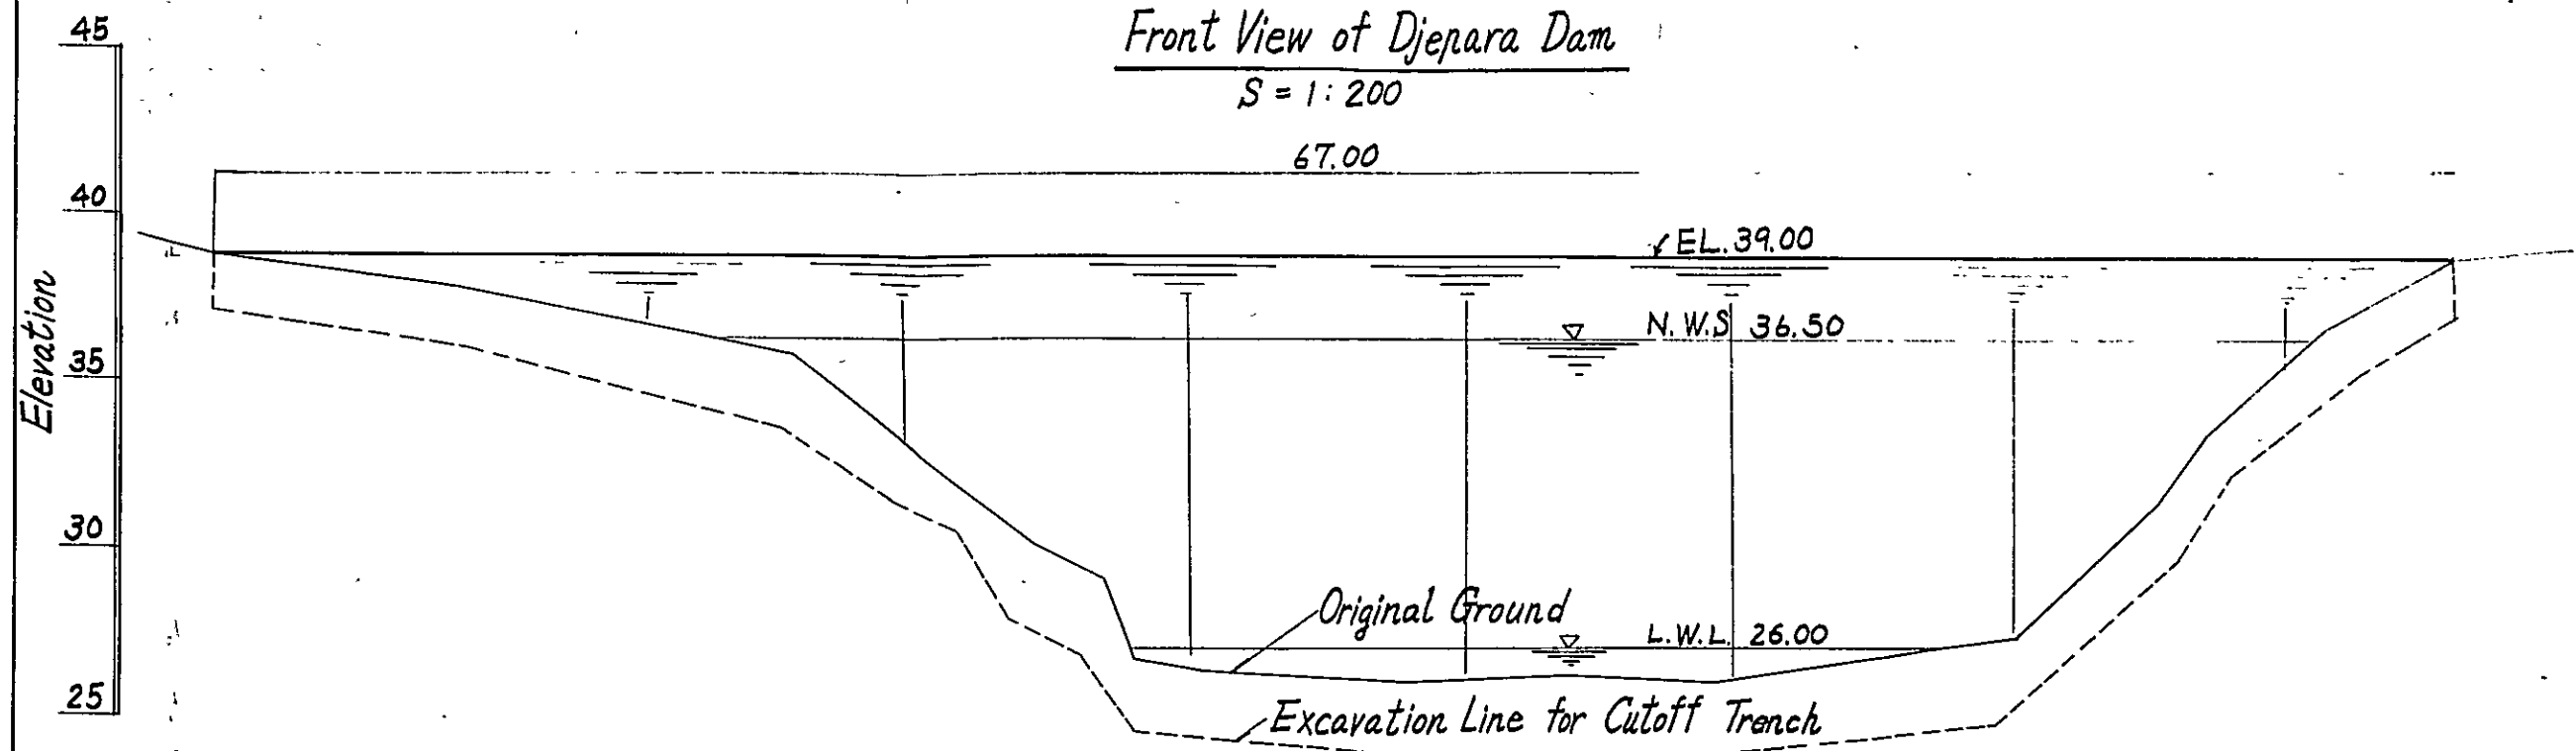 Front View of Djepara Dam
S = 1 : 200
67.00
Elevation
45
40
35
30
25
EL. 39.00
N.W.S 36.50
Original Ground
L.W.L. 26.00
Excavation Line for Cutoff Trench